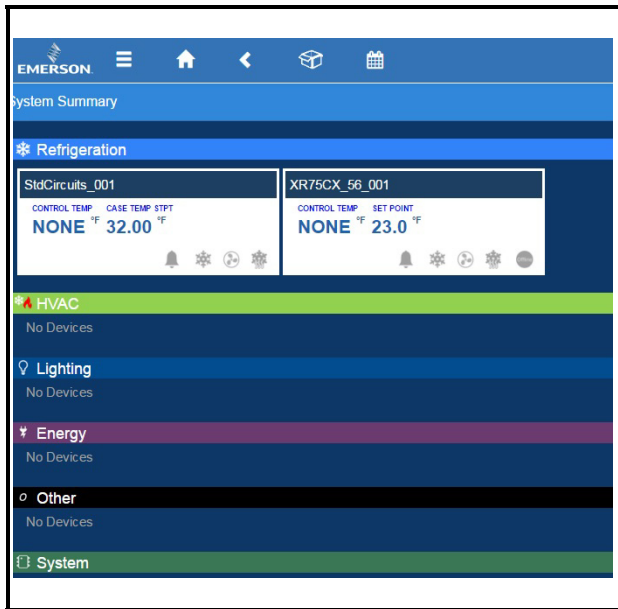 EMERSON.
System Summary
Refrigeration
StdCircuits_001
CONTROL TEMP CASE TEMP STPT
NONE °F 32.00 °F
XR75CX_56_001
CONTROL TEMP SET POINT
NONE °F 23.0 °F
HVAC
No Devices
Lighting
No Devices
Energy
No Devices
Other
No Devices
System